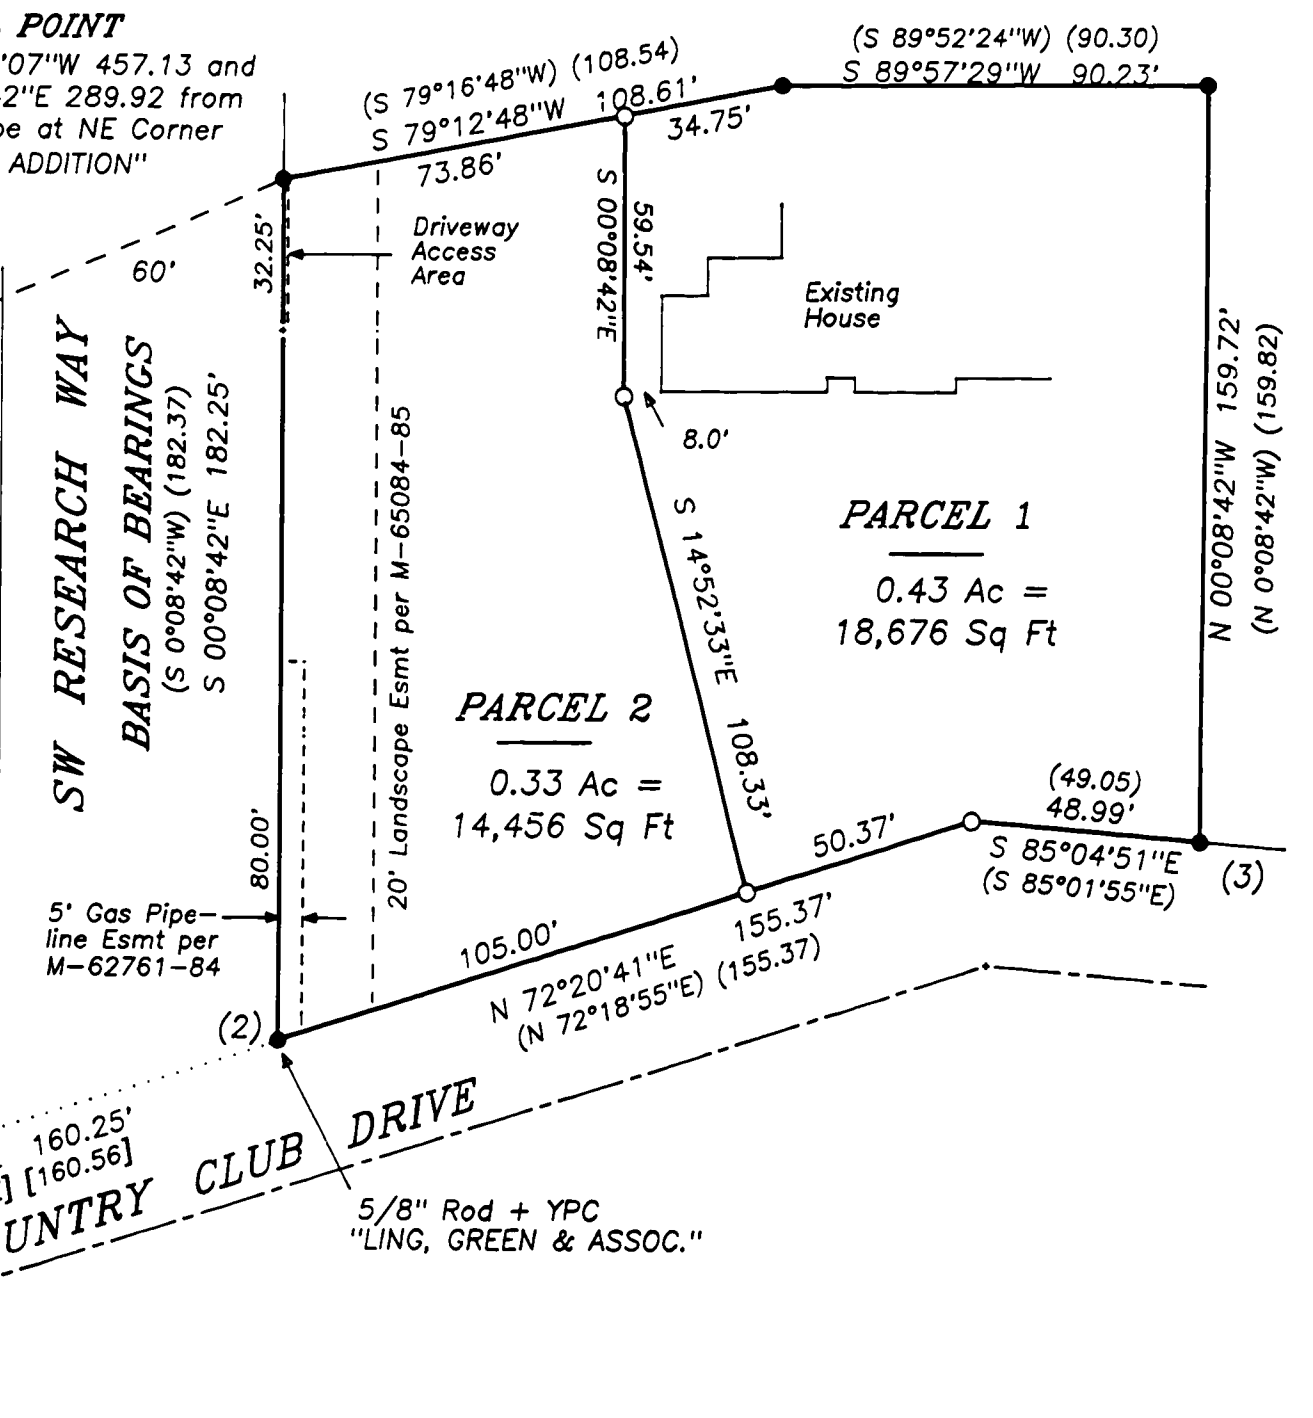 POINT
'07"W 457.13 and
2"E 289.92 from
at NE Corner
ADDITION"
(S 79°16'48"W) (108.54)
S 79°12'48"W 108.61'
73.86'
34.75'
(S 89°52'24"W) (90.30)
S 89°57'29"W 90.23'
32.25'
60'
Driveway
Access
Area
S 00°08'42"E
59.54'
Existing
House
8.0'
SW RESEARCH WAY
BASIS OF BEARINGS
(S 0°08'42"W) (182.37)
S 00°08'42"E 182.25'
20' Landscape Esmt per M-65084-85
S 14°52'33"E 108.33'
PARCEL 1
0.43 Ac =
18,676 Sq Ft
N 00°08'42"W 159.72'
(N 0°08'42"W) (159.82)
PARCEL 2
0.33 Ac =
14,456 Sq Ft
80.00'
5' Gas Pipe-
line Esmt per
M-62761-84
(49.05)
48.99'
S 85°04'51"E
(S 85°01'55"E)
(3)
50.37'
105.00'
155.37'
N 72°20'41"E
(N 72°18'55"E) (155.37)
(2)
160.25'
] [160.56]
UNTRY CLUB DRIVE
5/8" Rod + YPC
"LING, GREEN & ASSOC."